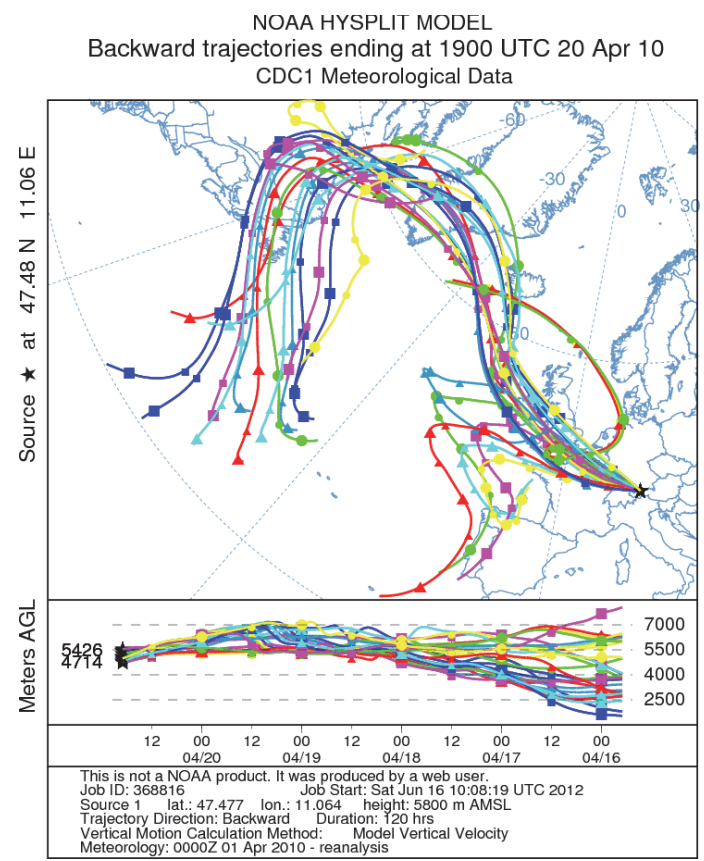 NOAA HYSPLIT MODEL
Backward trajectories ending at 1900 UTC 20 Apr 10
CDC1 Meteorological Data
Source ★ at 47.48 N 11.06 E
-60
-30
0
30
Meters AGL
5426
4714
7000
5500
4000
2500
12 00 12 00 12 00 12 00 12 00
04/20 04/19 04/18 04/17 04/16
This is not a NOAA product. It was produced by a web user.
Job ID: 368816 Job Start: Sat Jun 16 10:08:19 UTC 2012
Source 1 lat.: 47.477 lon.: 11.064 height: 5800 m AMSL
Trajectory Direction: Backward Duration: 120 hrs
Vertical Motion Calculation Method: Model Vertical Velocity
Meteorology: 0000Z 01 Apr 2010 - reanalysis